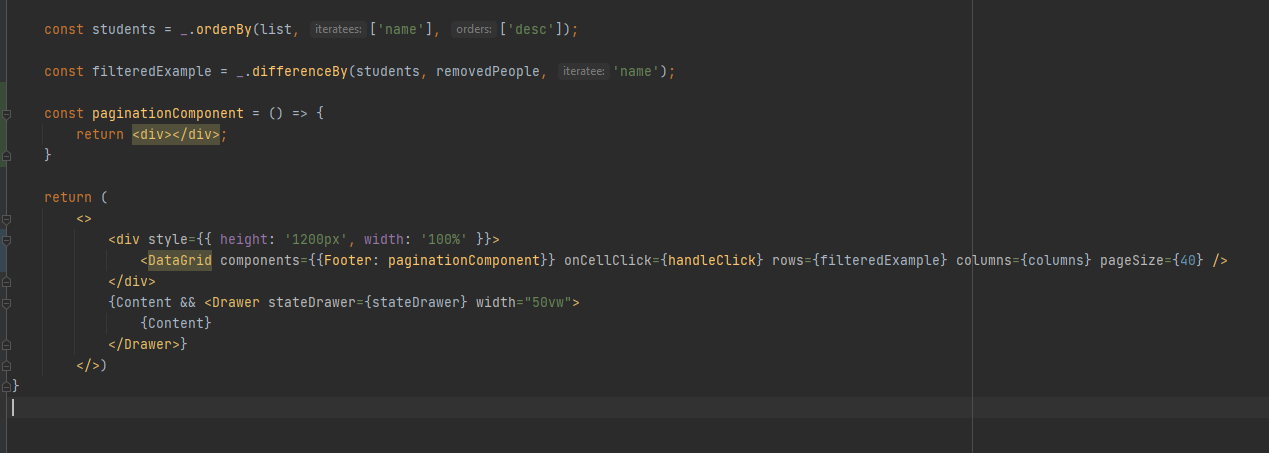 const students = _.orderBy(list, iteratees: ['name'], orders: ['desc']);
const filteredExample = _.differenceBy(students, removedPeople, iteratee: 'name');
const paginationComponent = () => {
return <div></div>;
}
return (
<>
<div style={{ height: '1200px', width: '100%' }}>
<DataGrid components={{Footer: paginationComponent}} onCellClick={handleClick} rows={filteredExample} columns={columns} pageSize={40} />
</div>
{Content && <Drawer stateDrawer={stateDrawer} width="50vw">
{Content}
</Drawer>}
</>)
}